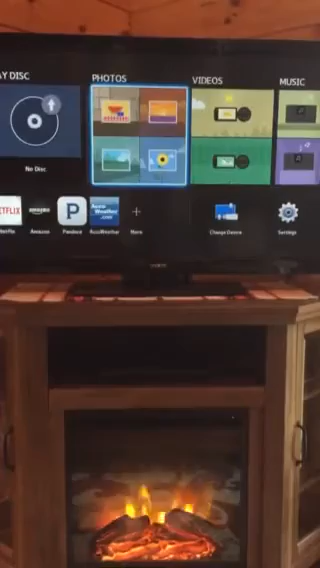 AY DISC
PHOTOS
VIDEOS
MUSIC
No Disc
ETFLIX
amazon
P
Accu
Weather
.com
Netflix
Amazon
Pandora
AccuWeather
More
Change Device
Settings